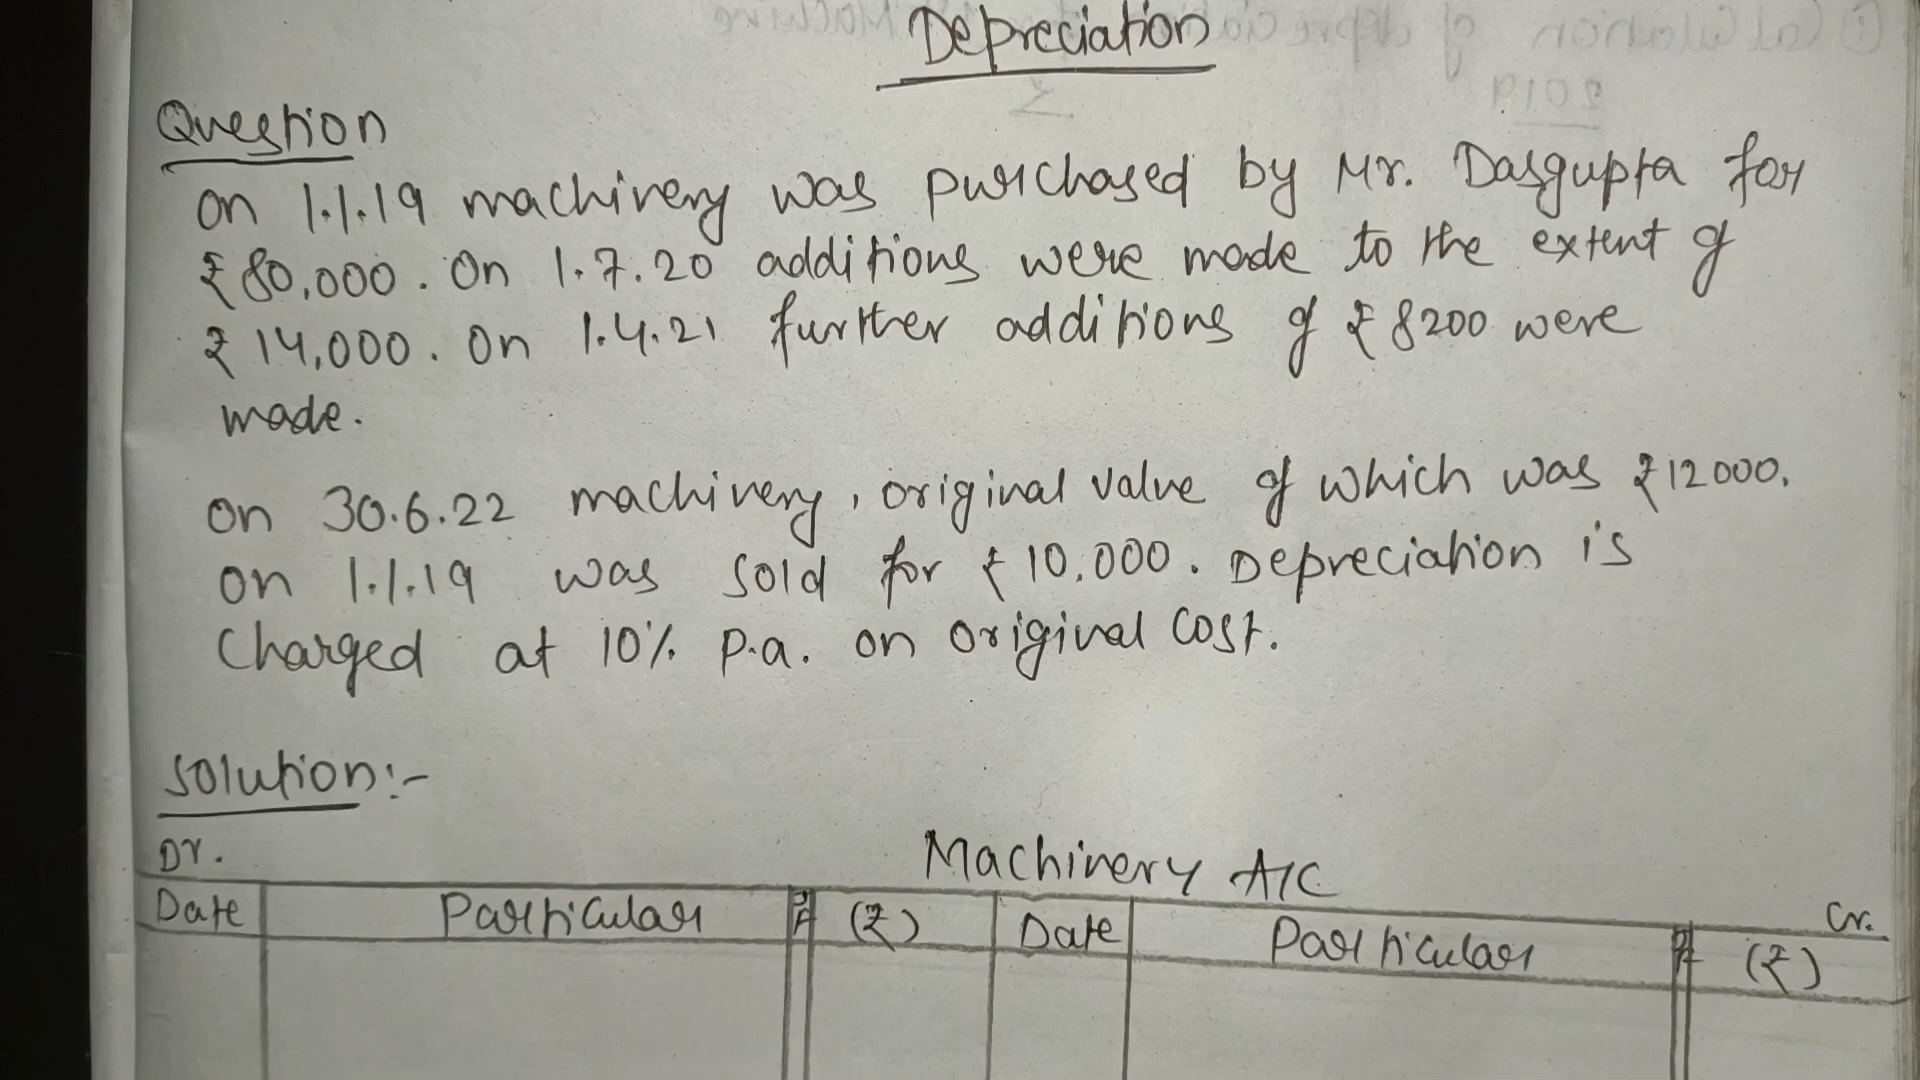 Depreciation
Question
On 1.1.19 machinery was purchased by Mr. Dasgupta for
₹80,000. On 1.7.20 additions were made to the extent of
₹14,000. On 1.4.21 further additions of ₹8200 were
made.
On 30.6.22 machinery, original value of which was ₹12000.
on 1.1.19 was sold for ₹10,000. Depreciation is
Charged at 10% p.a. on original cost.
Solution:-
Dr. Machinery A/C Cr.
Date Particular (₹) Date Particular (₹)